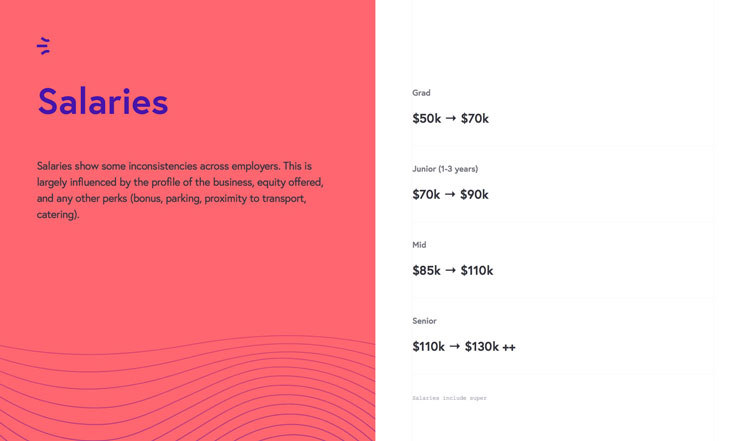 Salaries
Salaries show some inconsistencies across employers. This is
largely influenced by the profile of the business, equity offered,
and any other perks (bonus, parking, proximity to transport,
catering).
Grad
$50k → $70k
Junior (1-3 years)
$70k → $90k
Mid
$85k → $110k
Senior
$110k → $130k ++
Salaries include super